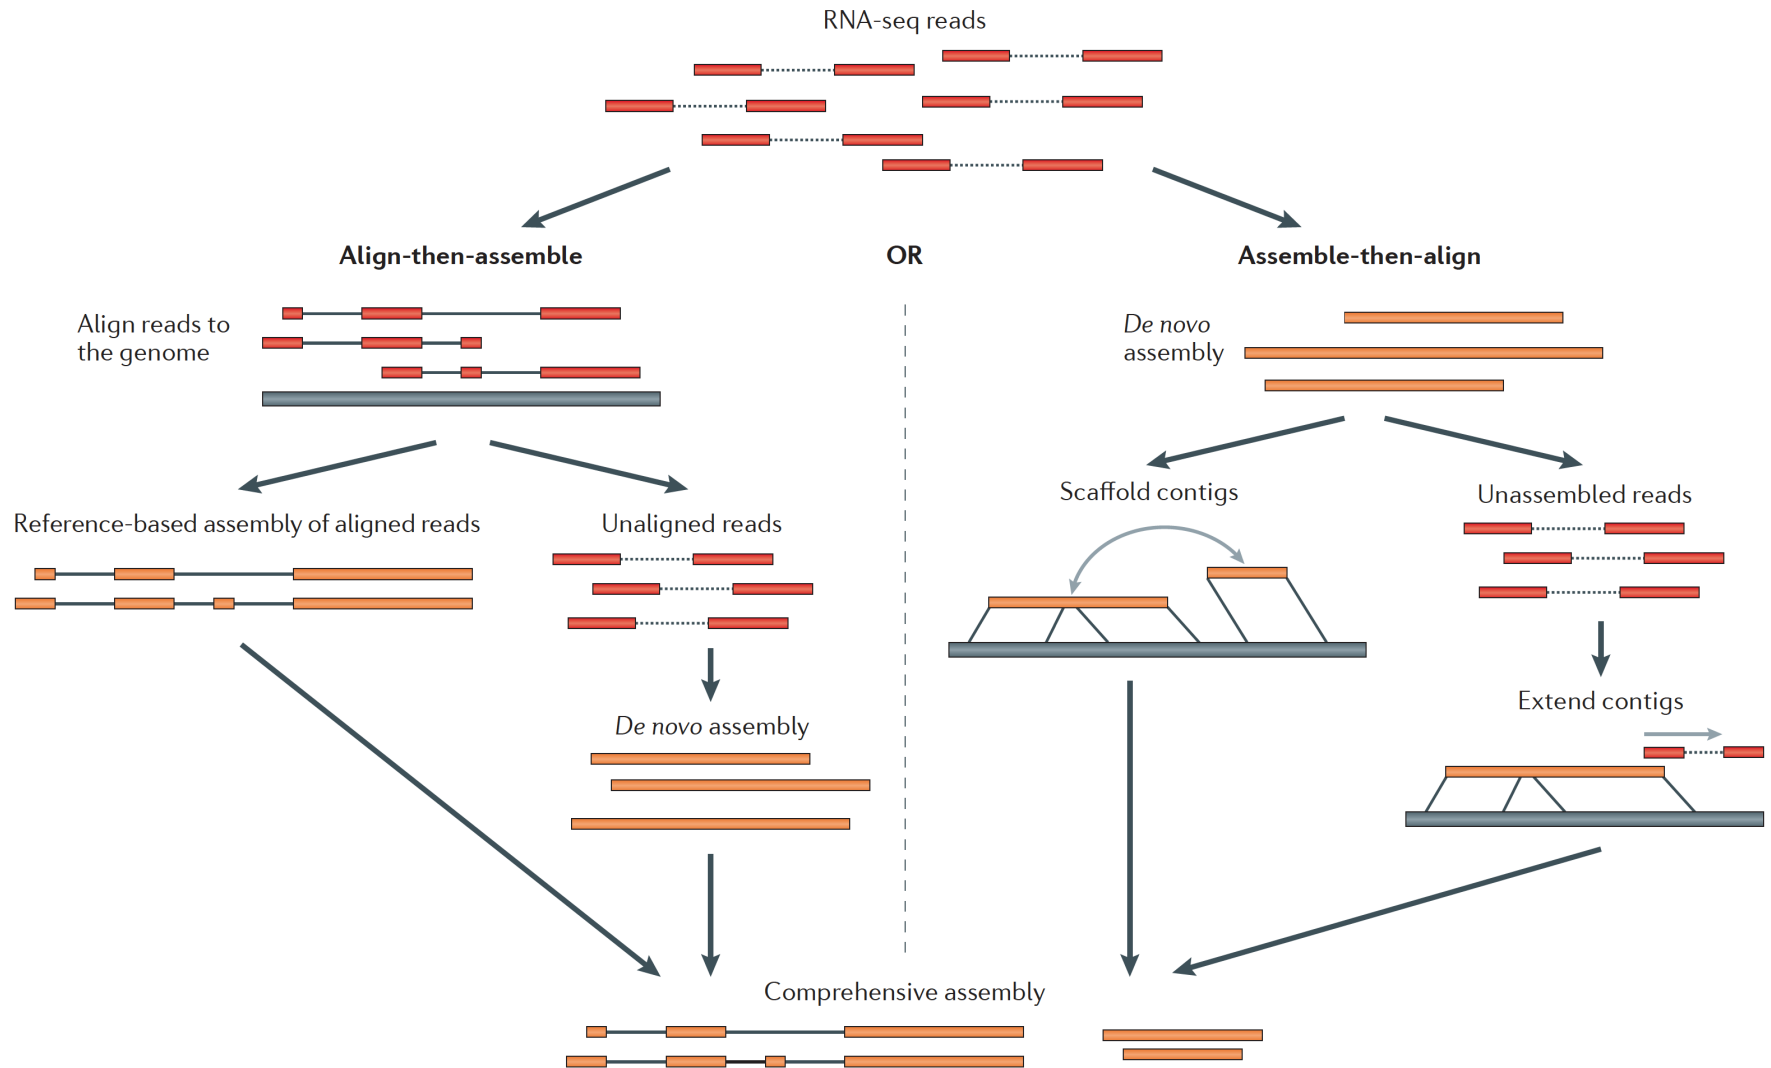 RNA-seq reads
Align-then-assemble
OR
Assemble-then-align
Align reads to
the genome
De novo
assembly
Scaffold contigs
Unassembled reads
Reference-based assembly of aligned reads
Unaligned reads
Extend contigs
De novo assembly
Comprehensive assembly